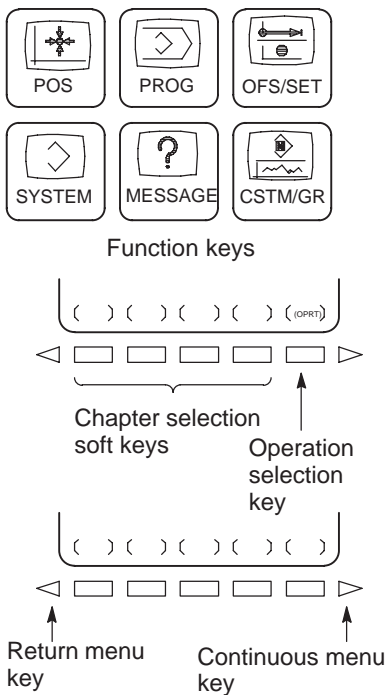 POS PROG OFS/SET
SYSTEM MESSAGE CSTM/GR
Function keys
( ) ( ) ( ) ( ) ( (OPRT) )
Chapter selection
soft keys
Operation
selection
key
( ) ( ) ( ) ( ) ( )
Return menu
key
Continuous menu
key